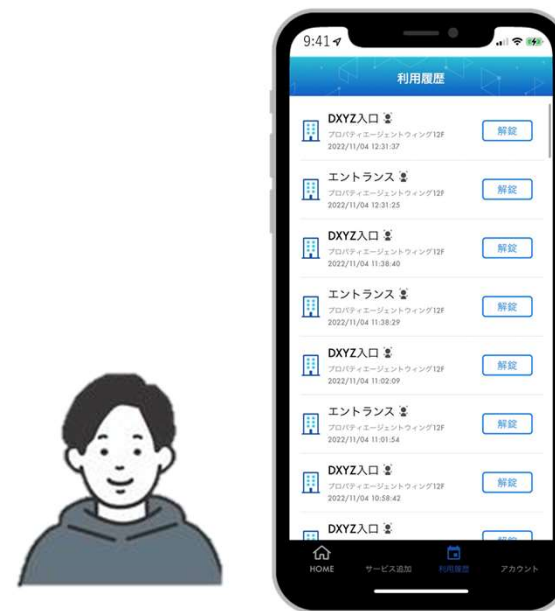 9:41
利用履歴
DXYZ入口
プロパティエージェントウィング12F
2022/11/04 12:31:37
解錠
エントランス
プロパティエージェントウィング12F
2022/11/04 12:31:25
解錠
DXYZ入口
プロパティエージェントウィング12F
2022/11/04 11:38:40
解錠
エントランス
プロパティエージェントウィング12F
2022/11/04 11:38:29
解錠
DXYZ入口
プロパティエージェントウィング12F
2022/11/04 11:02:09
解錠
エントランス
プロパティエージェントウィング12F
2022/11/04 11:01:54
解錠
DXYZ入口
プロパティエージェントウィング12F
2022/11/04 10:58:42
解錠
DXYZ入口
解錠
HOME
サービス追加
利用履歴
アカウント